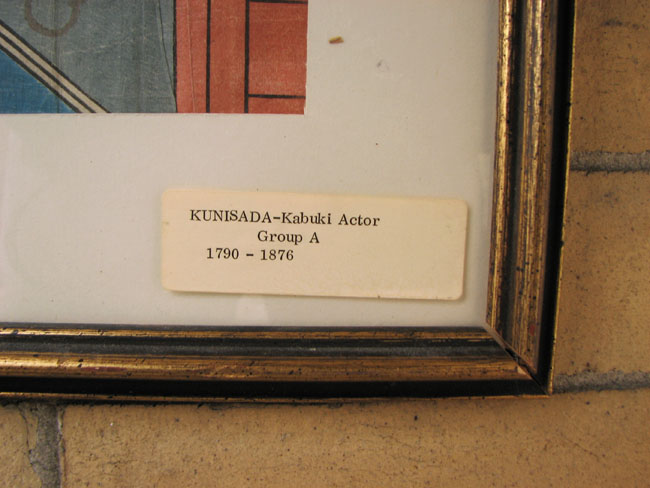 KUNISADA-Kabuki Actor
Group A
1790 - 1876